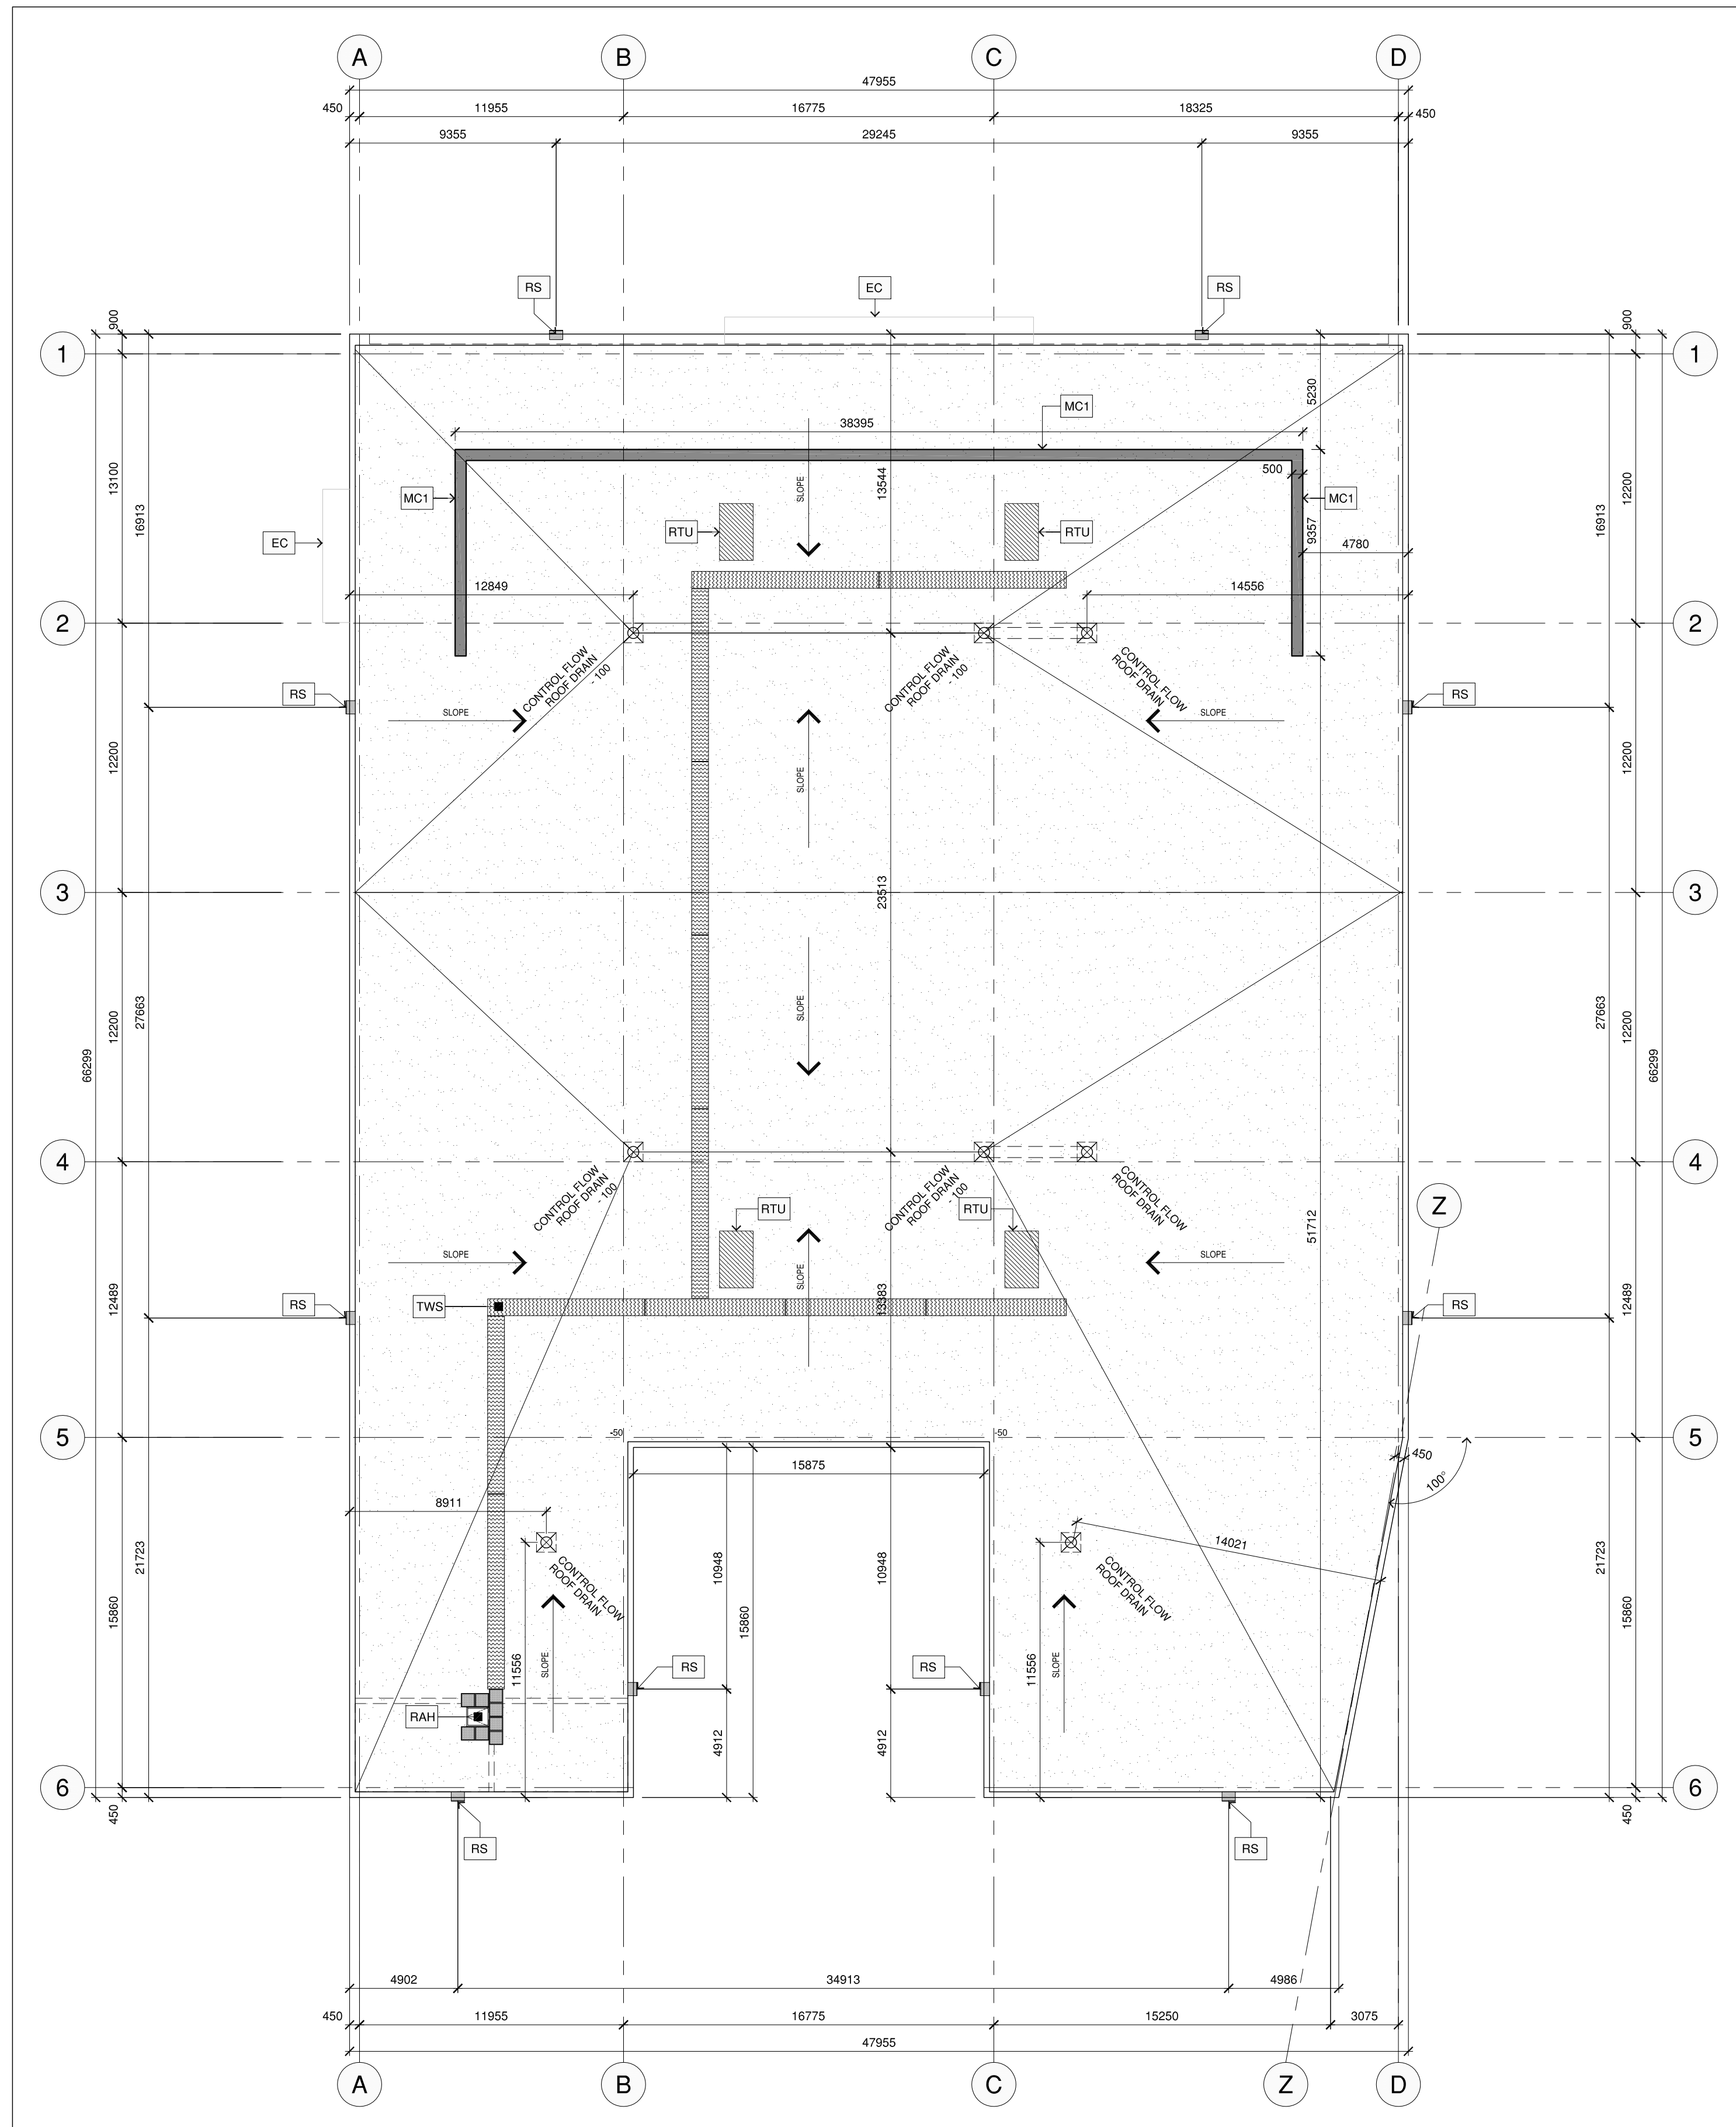 A
B
C
D
47955
450
11955
16775
18325
450
9355
29245
9355
RS
EC
RS
900
900
1
1
5230
MC1
38395
13100
16913
MC1
SLOPE
13544
500
MC1
12200
16913
RTU
RTU
9357
EC
4780
12849
14556
2
2
CONTROL FLOW
ROOF DRAIN
- 100
CONTROL FLOW
ROOF DRAIN
- 100
CONTROL FLOW
ROOF DRAIN
RS
RS
SLOPE
SLOPE
12200
SLOPE
12200
3
23513
3
27663
SLOPE
27663
12200
12200
66299
66299
4
4
CONTROL FLOW
ROOF DRAIN
- 100
CONTROL FLOW
ROOF DRAIN
- 100
CONTROL FLOW
ROOF DRAIN
Z
RTU
RTU
51712
SLOPE
SLOPE
SLOPE
12489
13383
12489
RS
TWS
RS
5
-50
-50
5
450
15875
100°
8911
14021
21723
10948
10948
21723
CONTROL FLOW
ROOF DRAIN
CONTROL FLOW
ROOF DRAIN
15860
15860
15860
11556
SLOPE
11556
SLOPE
RS
RS
RAH
4912
4912
6
6
450
450
RS
RS
4902
34913
4986
450
11955
16775
15250
3075
47955
A
B
C
Z
D